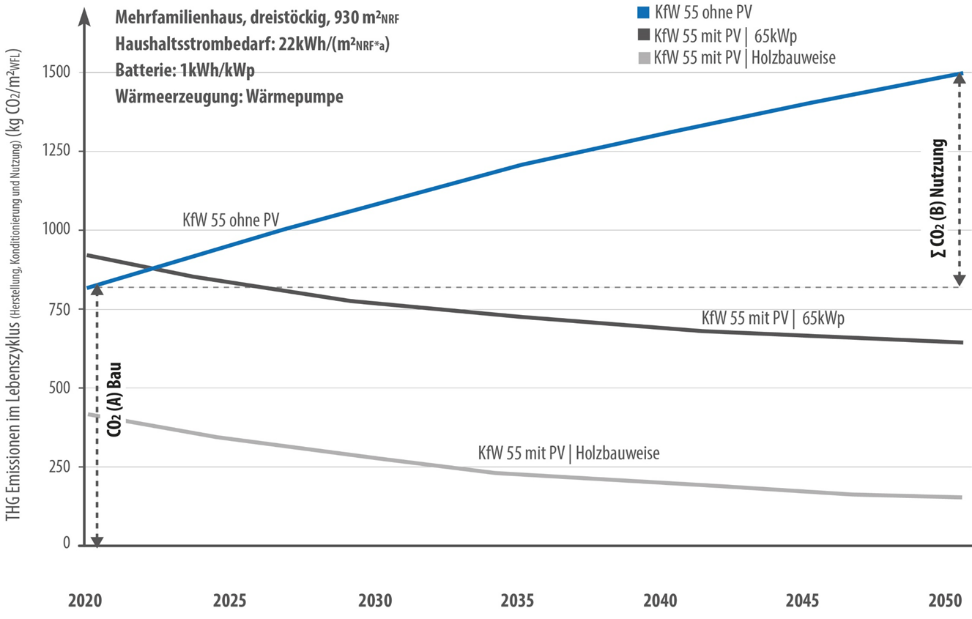 Mehrfamilienhaus, dreistöckig, 930 m²NRF
Haushaltsstrombedarf: 22kWh/(m²NRF*a)
Batterie: 1kWh/kWp
Wärmeerzeugung: Wärmepumpe
KfW 55 ohne PV
KfW 55 mit PV | 65kWp
KfW 55 mit PV | Holzbauweise
THG Emissionen im Lebenszyklus (Herstellung, Konditionierung und Nutzung) (kg CO2/m²WFL)
1500
1250
1000
750
500
250
0
KfW 55 ohne PV
KfW 55 mit PV | 65kWp
KfW 55 mit PV | Holzbauweise
CO2 (A) Bau
Σ CO2 (B) Nutzung
2020 2025 2030 2035 2040 2045 2050